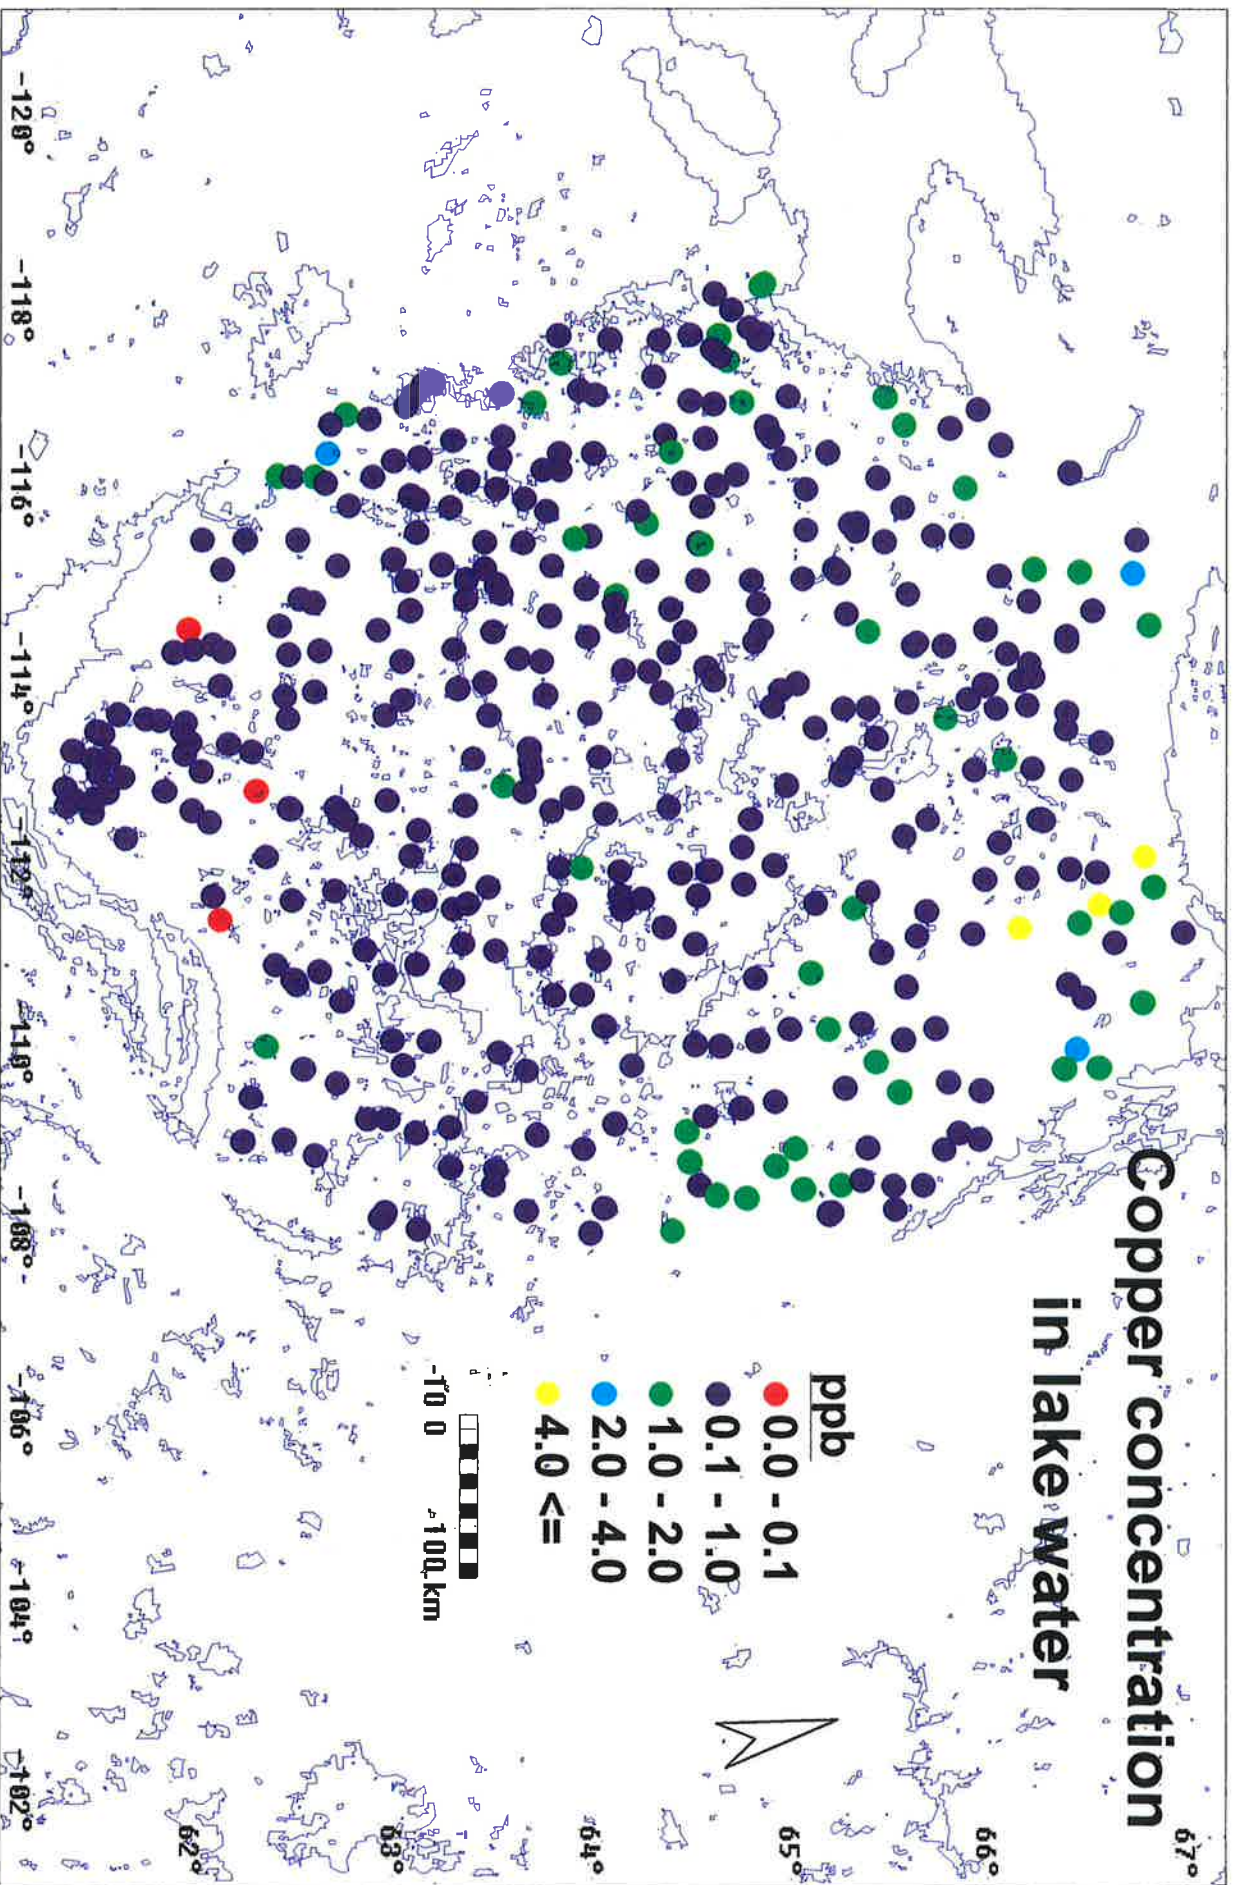 Copper concentration
in lake water
ppb
0.0 - 0.1
0.1 - 1.0
1.0 - 2.0
2.0 - 4.0
4.0 <=
-10 0 -100 km
67°
66°
65°
64°
63°
62°
-120°
-118°
-116°
-114°
-112°
-110°
-108°
-106°
-104°
-102°